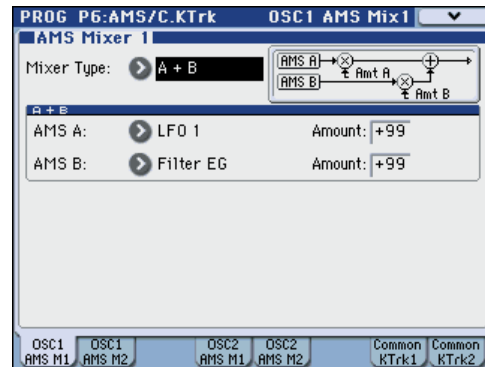 PROG P6:AMS/C.KTrk OSC1 AMS Mix1
AMS Mixer 1
Mixer Type: A + B
AMS A Amt A
AMS B Amt B
A + B
AMS A: LFO 1 Amount: +99
AMS B: Filter EG Amount: +99
OSC1 OSC1 OSC2 OSC2 Common Common
AMS M1 AMS M2 AMS M1 AMS M2 KTrk1 KTrk2